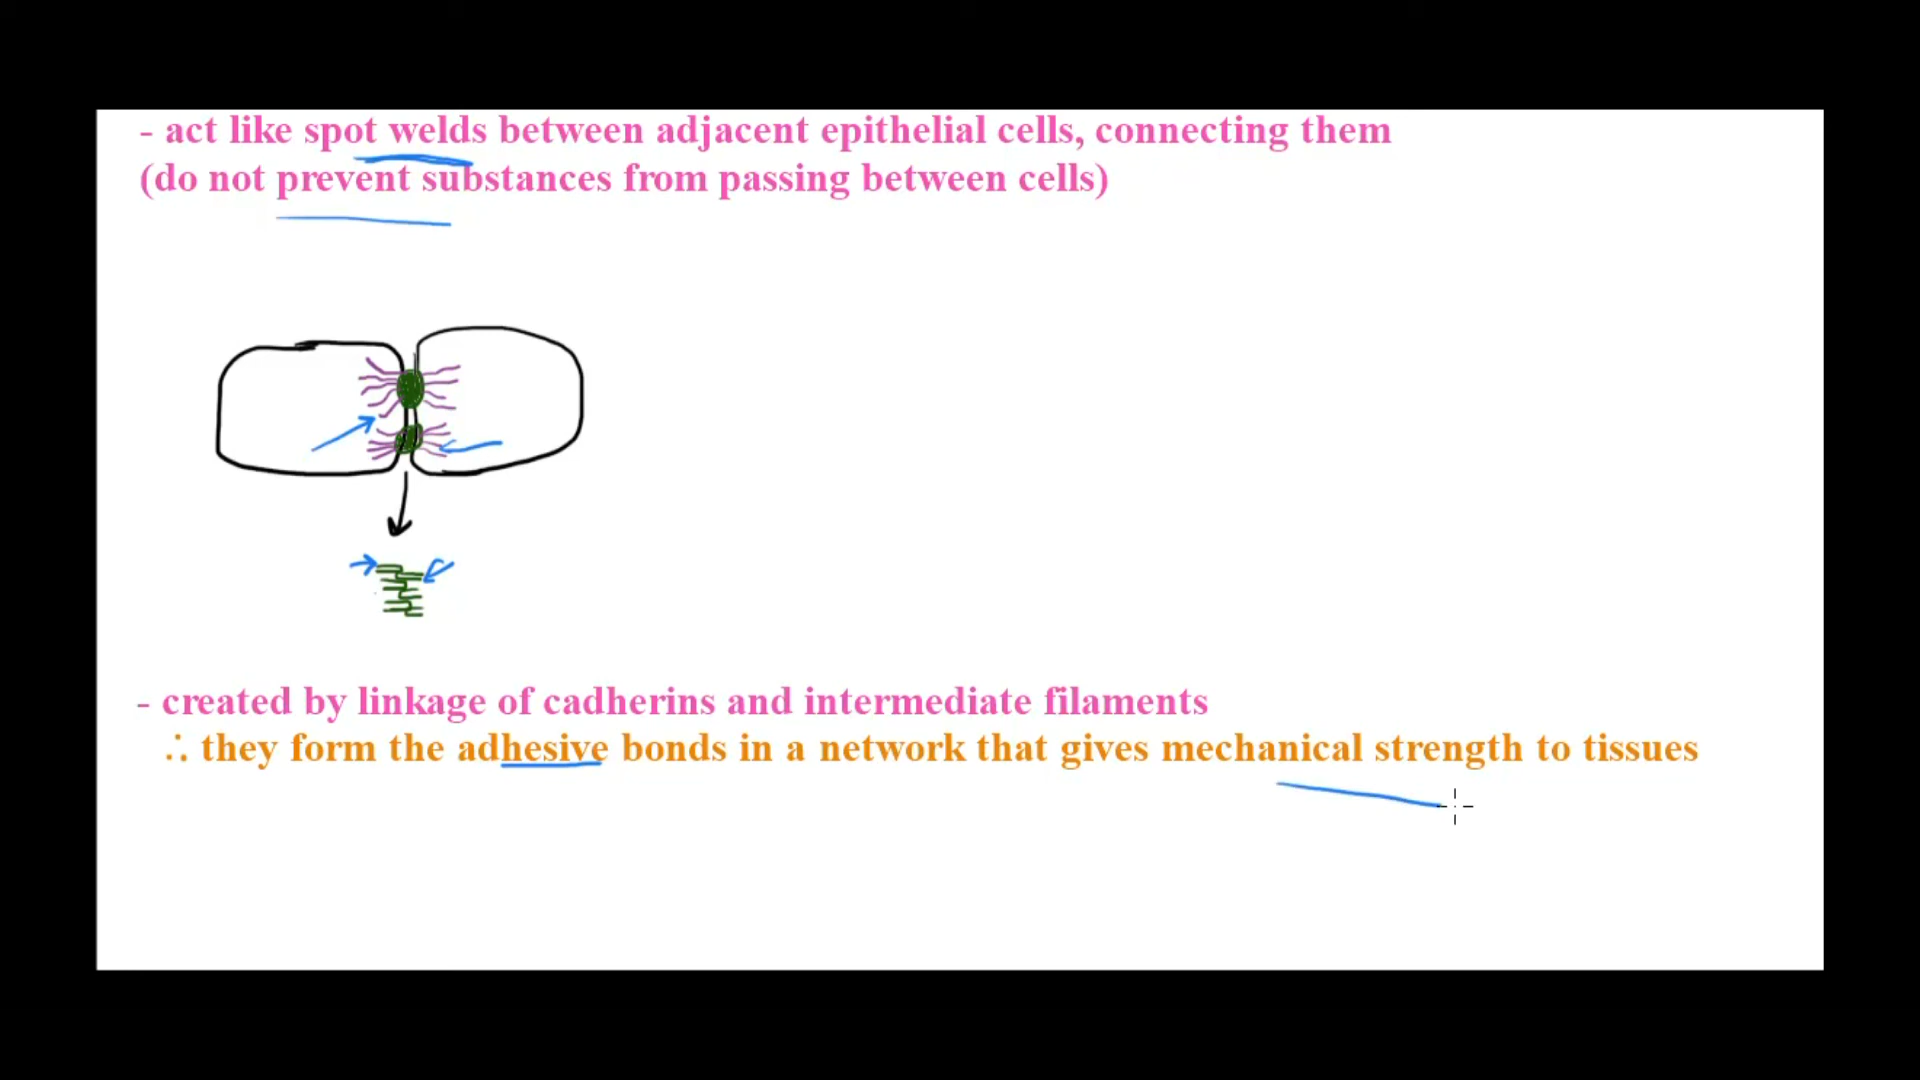 - act like spot welds between adjacent epithelial cells, connecting them
(do not prevent substances from passing between cells)
- created by linkage of cadherins and intermediate filaments
∴ they form the adhesive bonds in a network that gives mechanical strength to tissues